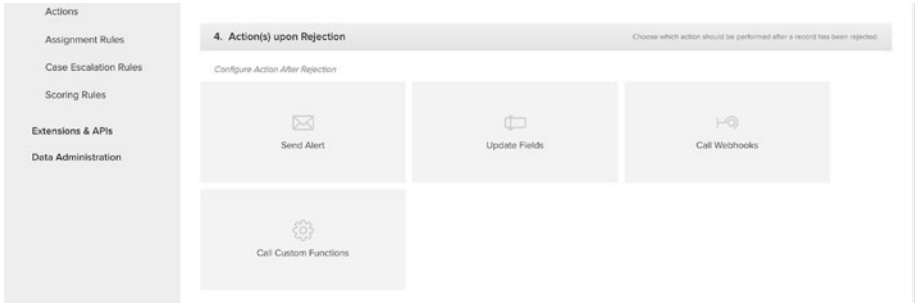 Actions
Assignment Rules
Case Escalation Rules
Scoring Rules
Extensions & APIs
Data Administration
4. Action(s) upon Rejection
Choose which action should be performed after a record has been rejected.
Configure Action After Rejection
Send Alert
Update Fields
Call Webhooks
Call Custom Functions